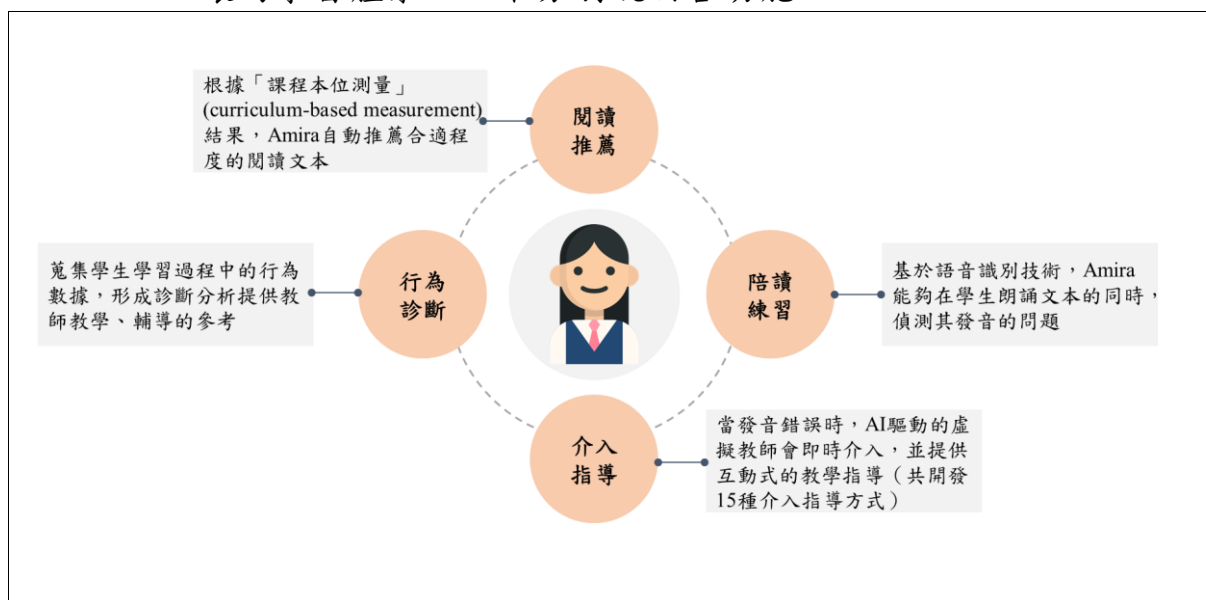 閱讀
推薦
根據「課程本位測量」
(curriculum-based measurement)
結果，Amira自動推薦合適程
度的閱讀文本
陪讀
練習
基於語音識別技術，Amira
能夠在學生朗誦文本的同時，
偵測其發音的問題
介入
指導
當發音錯誤時，AI驅動的虛
擬教師會即時介入，並提供
互動式的教學指導（共開發
15種介入指導方式）
行為
診斷
蒐集學生學習過程中的行為
數據，形成診斷分析提供教
師教學、輔導的參考